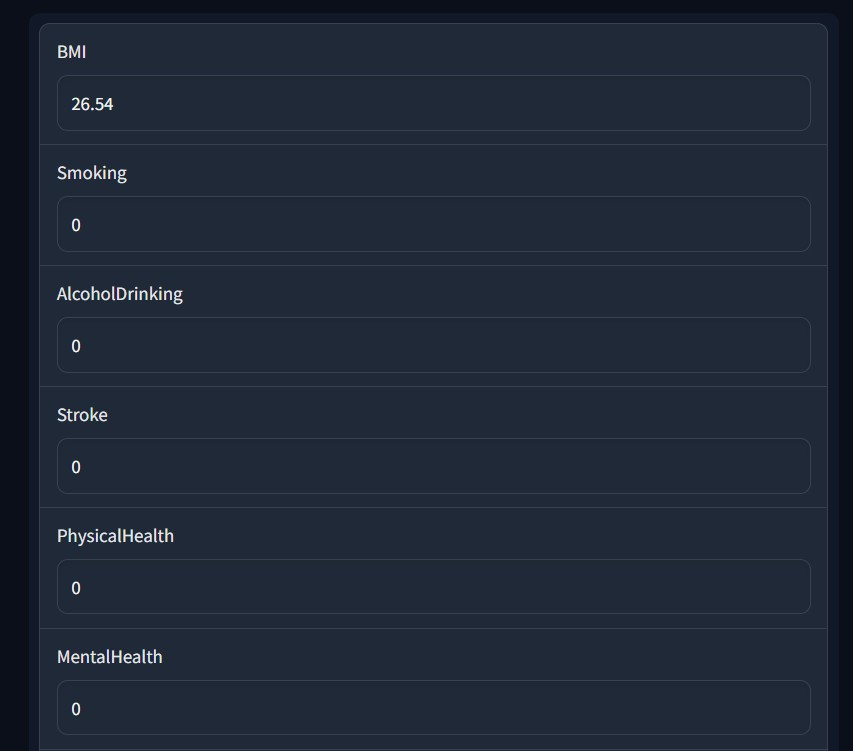 BMI
26.54
Smoking
0
AlcoholDrinking
0
Stroke
0
PhysicalHealth
0
MentalHealth
0